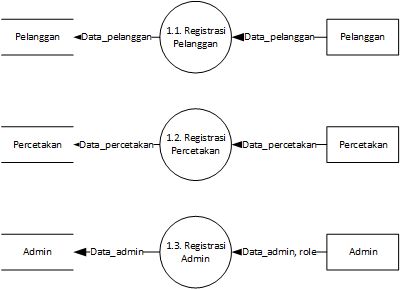 1.1. Registrasi
Pelanggan
Pelanggan
Data_pelanggan
Data_pelanggan
Pelanggan
1.2. Registrasi
Percetakan
Percetakan
Data_percetakan
Data_percetakan
Percetakan
1.3. Registrasi
Admin
Admin
Data_admin
Data_admin, role
Admin